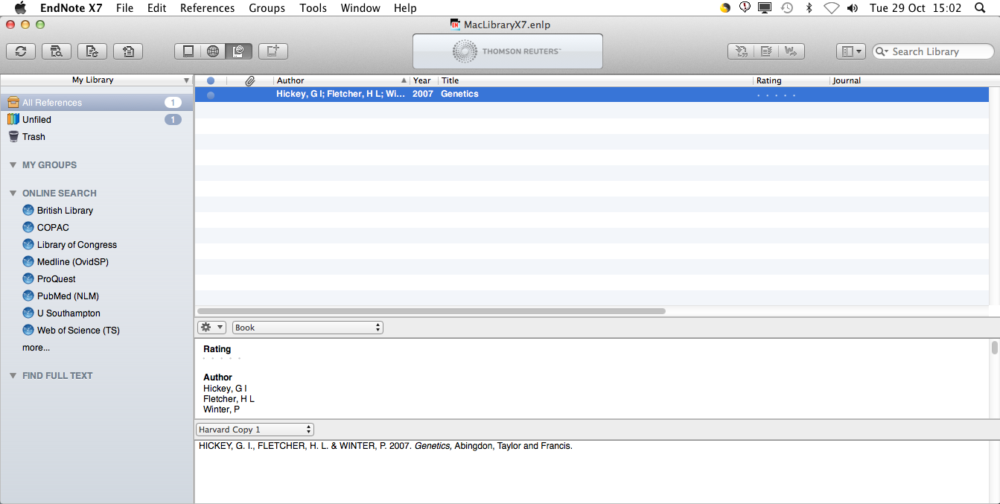 EndNote X7 File Edit References Groups Tools Window Help Tue 29 Oct 15:02
MacLibraryX7.enlp
THOMSON REUTERS™
Search Library
My Library
All References 1
Unfiled 1
Trash
MY GROUPS
ONLINE SEARCH
British Library
COPAC
Library of Congress
Medline (OvidSP)
ProQuest
PubMed (NLM)
U Southampton
Web of Science (TS)
more...
FIND FULL TEXT
Author Year Title Rating Journal
Hickey, G I; Fletcher, H L; Wi... 2007 Genetics
Book
Rating
Author
Hickey, G I
Fletcher, H L
Winter, P
Harvard Copy 1
HICKEY, G. I., FLETCHER, H. L. & WINTER, P. 2007. Genetics, Abingdon, Taylor and Francis.